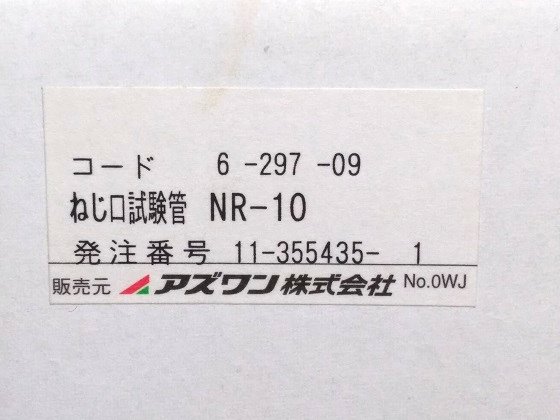 コード 6 -297 -09
ねじ口試験管 NR-10
発注番号 11-355435- 1
販売元 アズワン株式会社 No.0WJ